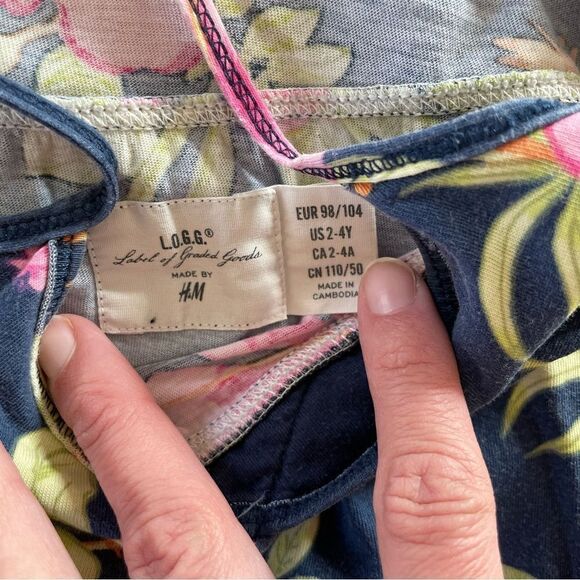 L.O.G.G.®
Label of Graded Goods
MADE BY
H&M
EUR 98/104
US 2-4Y
CA 2-4A
CN 110/50
MADE IN
CAMBODIA